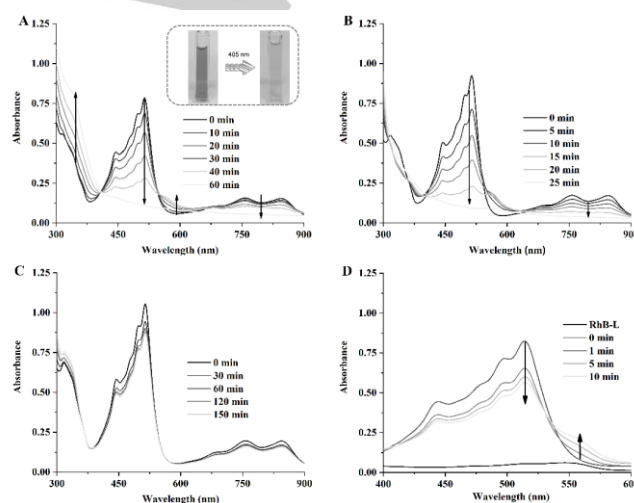 A
1.25
1.00
0.75
0.50
0.25
0.00
300
450
600
750
900
Absorbance
Wavelength (nm)
405 nm
0 min
10 min
20 min
30 min
40 min
60 min
B
1.25
1.00
0.75
0.50
0.25
0.00
300
450
600
750
900
Absorbance
Wavelength (nm)
0 min
5 min
10 min
15 min
20 min
25 min
C
1.25
1.00
0.75
0.50
0.25
0.00
300
450
600
750
900
Absorbance
Wavelength (nm)
0 min
30 min
60 min
120 min
150 min
D
1.25
1.00
0.75
0.50
0.25
0.00
400
450
500
550
600
Absorbance
Wavelength (nm)
RhB-L
0 min
1 min
5 min
10 min